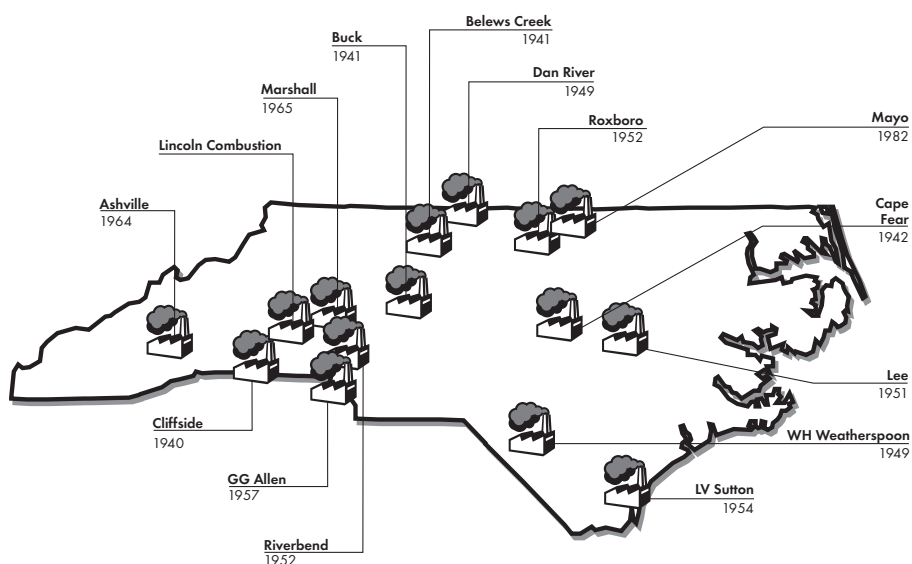 Belews Creek
1941
Buck
1941
Dan River
1949
Marshall
1965
Roxboro
1952
Mayo
1982
Lincoln Combustion
Ashville
1964
Cape
Fear
1942
Lee
1951
Cliffside
1940
WH Weatherspoon
1949
GG Allen
1957
LV Sutton
1954
Riverbend
1952